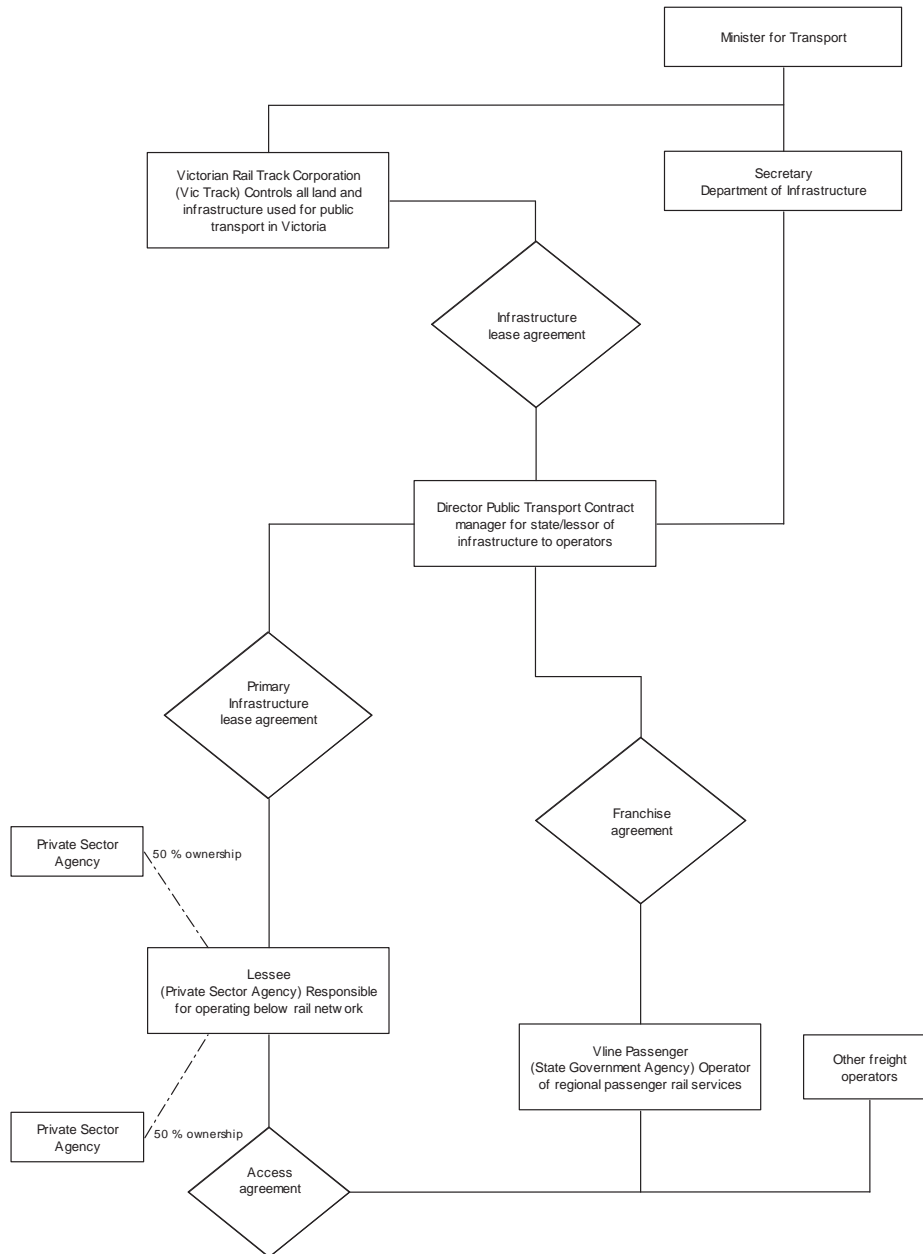 Minister for Transport
Victorian Rail Track Corporation
(Vic Track) Controls all land and
infrastructure used for public
transport in Victoria
Secretary
Department of Infrastructure
Infrastructure
lease agreement
Director Public Transport Contract
manager for state/lessor of
infrastructure to operators
Primary
Infrastructure
lease agreement
Franchise
agreement
Private Sector
Agency
50 % ownership
Lessee
(Private Sector Agency) Responsible
for operating below rail network
Vline Passenger
(State Government Agency) Operator
of regional passenger rail services
Other freight
operators
Private Sector
Agency
50 % ownership
Access
agreement